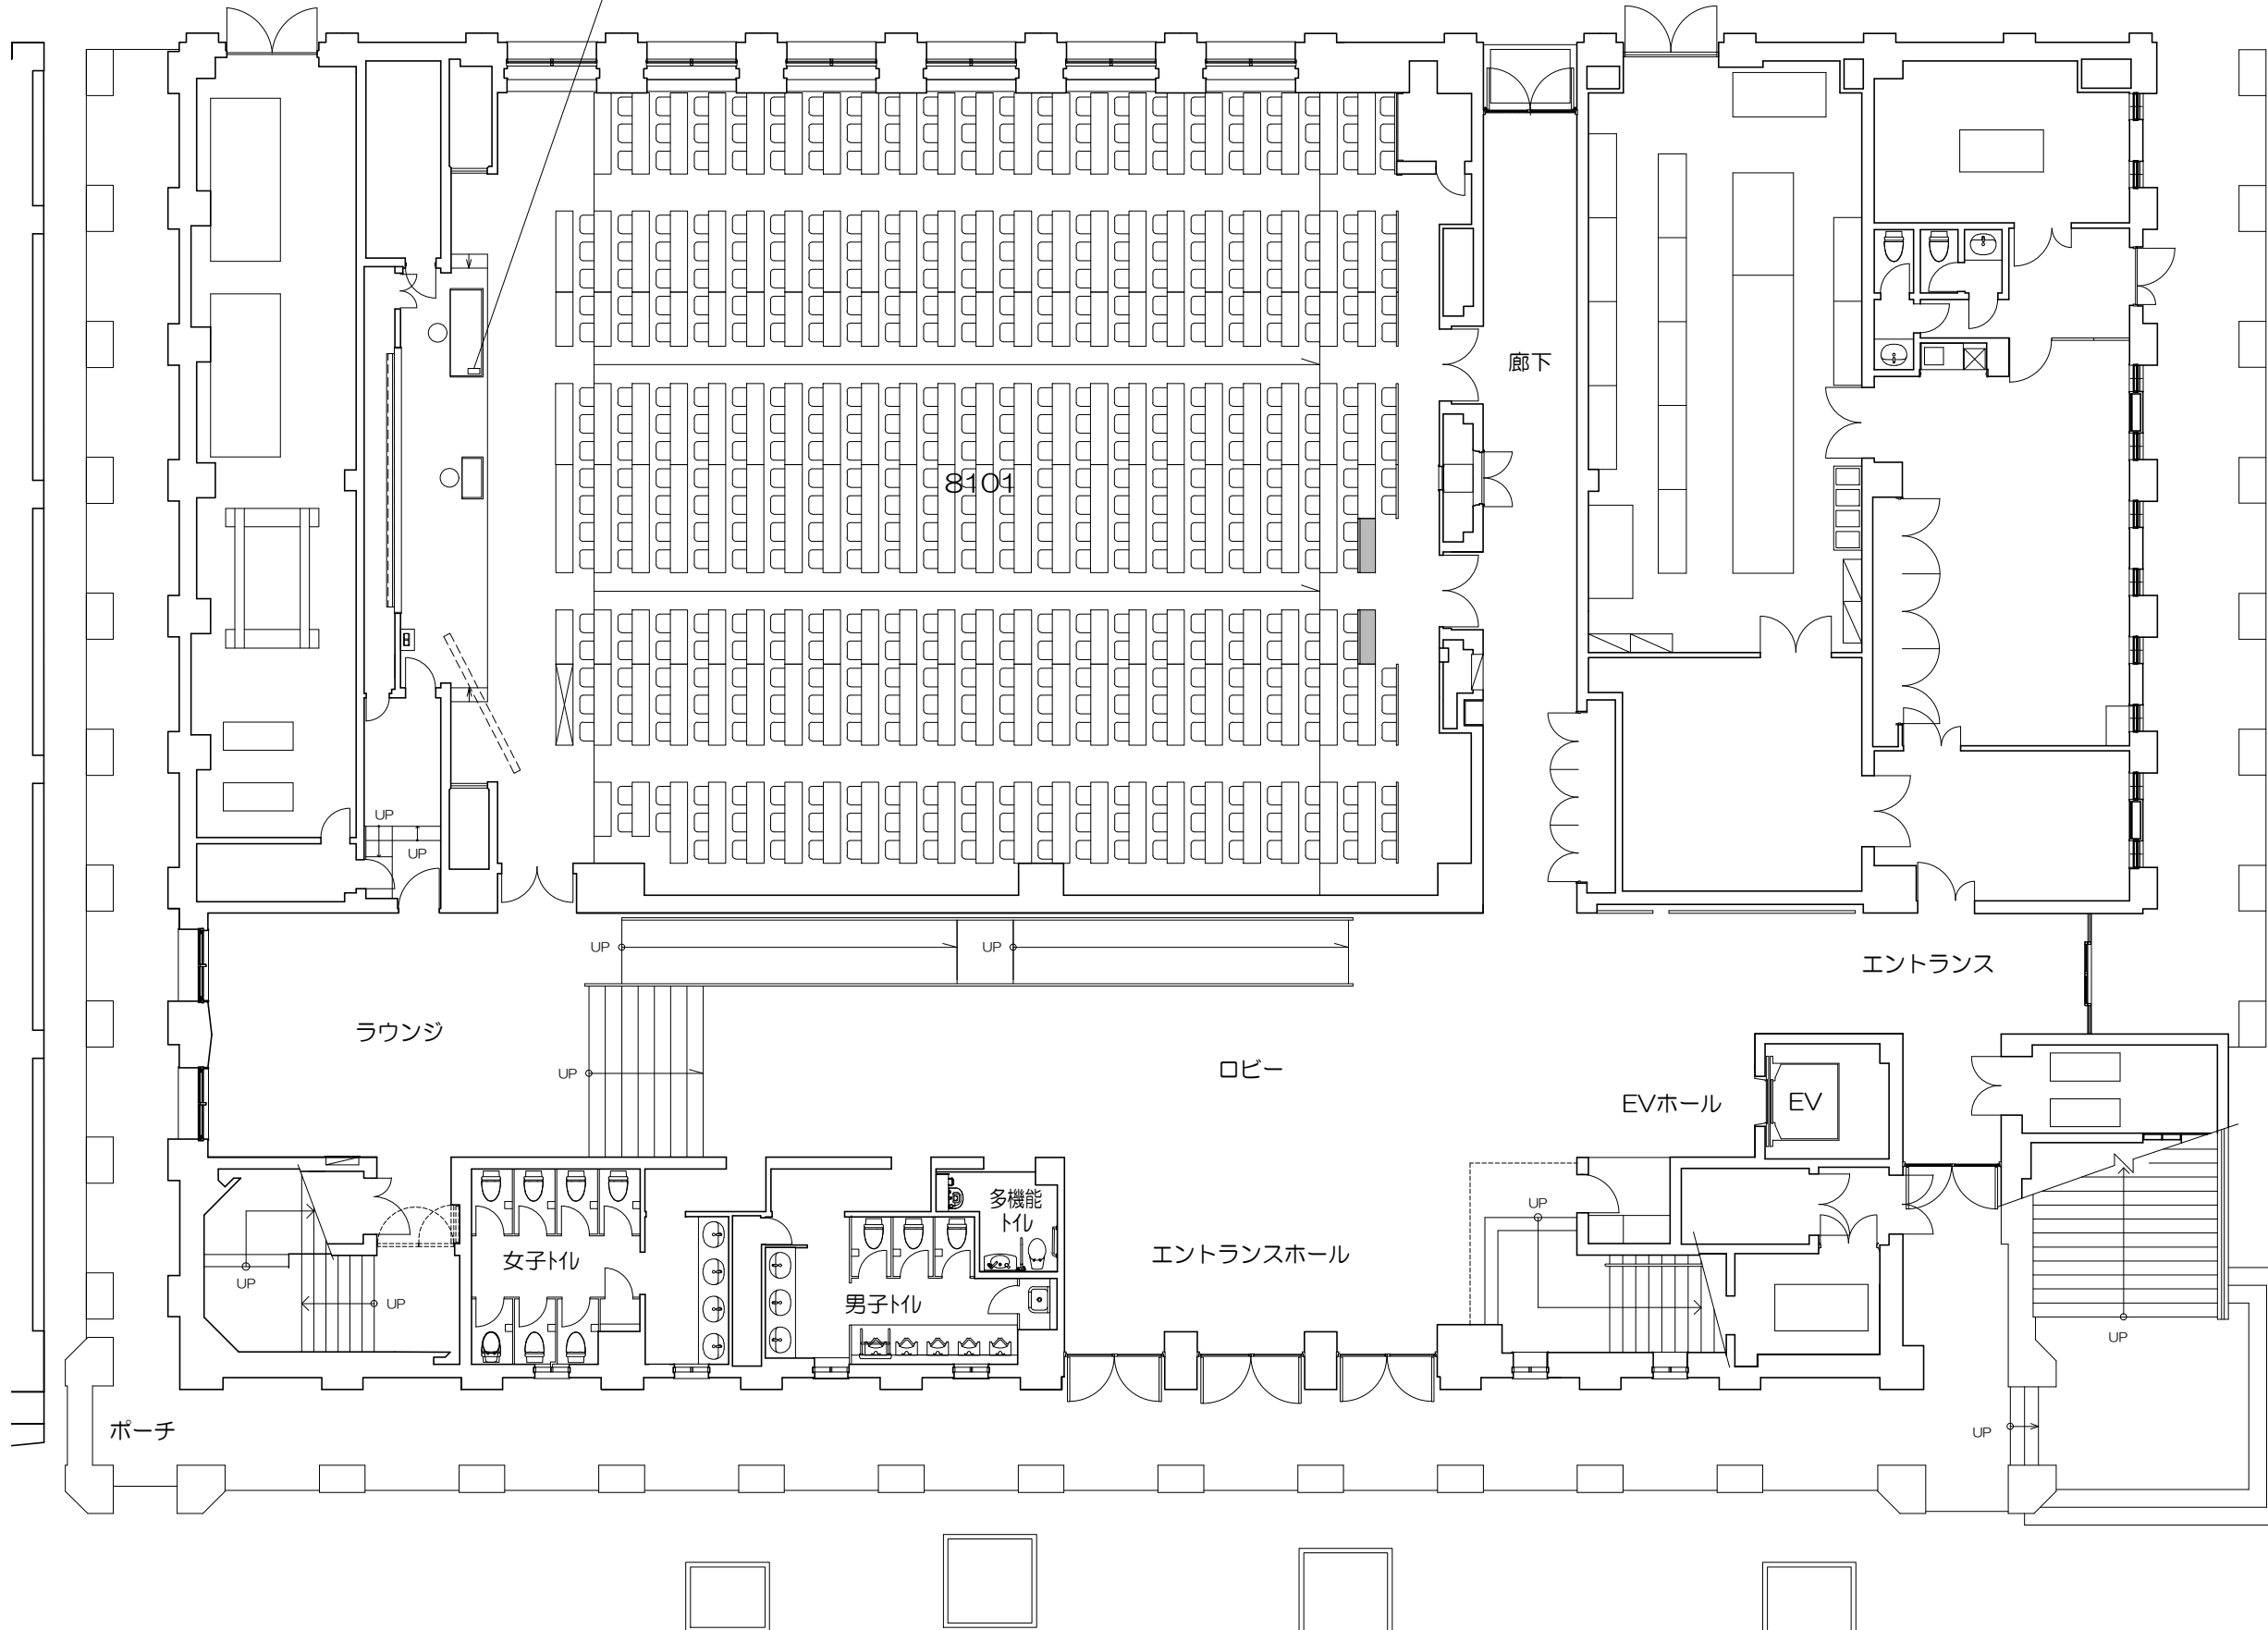 廊下
8101
UP
UP
UP
UP
エントランス
ラウンジ
UP
ロビー
EVホール
EV
多機能
トイレ
UP
女子トイレ
エントランスホール
UP
男子トイレ
UP
UP
ポーチ
UP